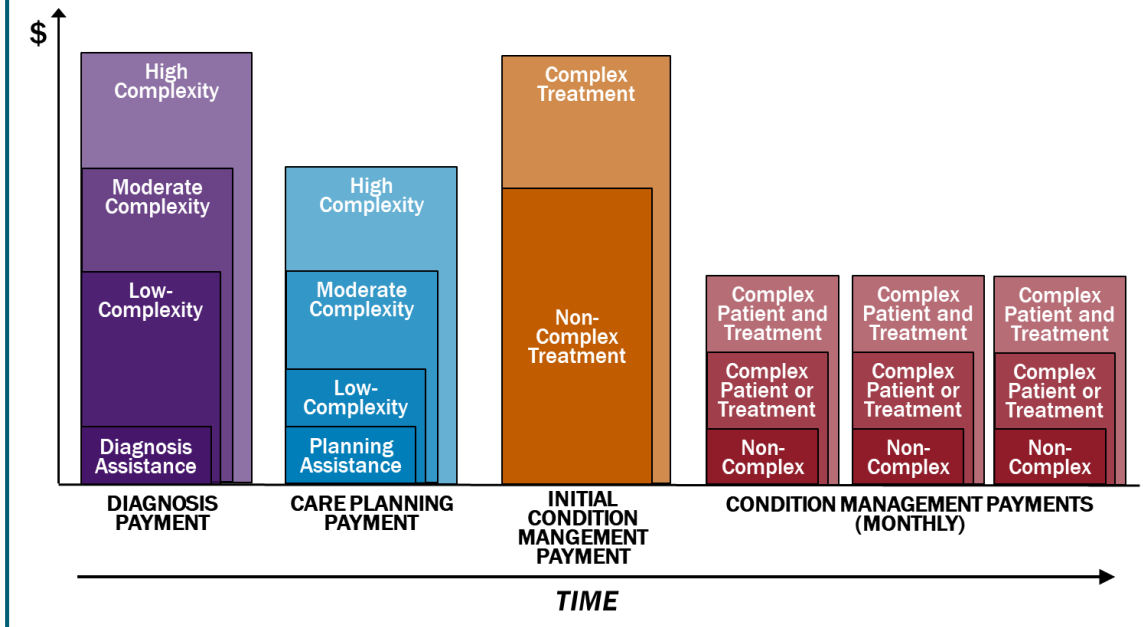 $
High
Complexity
Moderate
Complexity
Low-
Complexity
Diagnosis
Assistance
High
Complexity
Moderate
Complexity
Low-
Complexity
Planning
Assistance
Complex
Treatment
Non-
Complex
Treatment
Complex
Patient and
Treatment
Complex
Patient or
Treatment
Non-
Complex
Complex
Patient and
Treatment
Complex
Patient or
Treatment
Non-
Complex
Complex
Patient and
Treatment
Complex
Patient or
Treatment
Non-
Complex
DIAGNOSIS
PAYMENT
CARE PLANNING
PAYMENT
INITIAL
CONDITION
MANGEMENT
PAYMENT
CONDITION MANAGEMENT PAYMENTS
(MONTHLY)
TIME